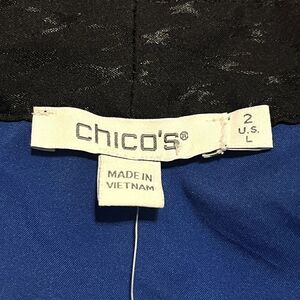 chico's®
2
U.S.
L
MADE IN
VIETNAM